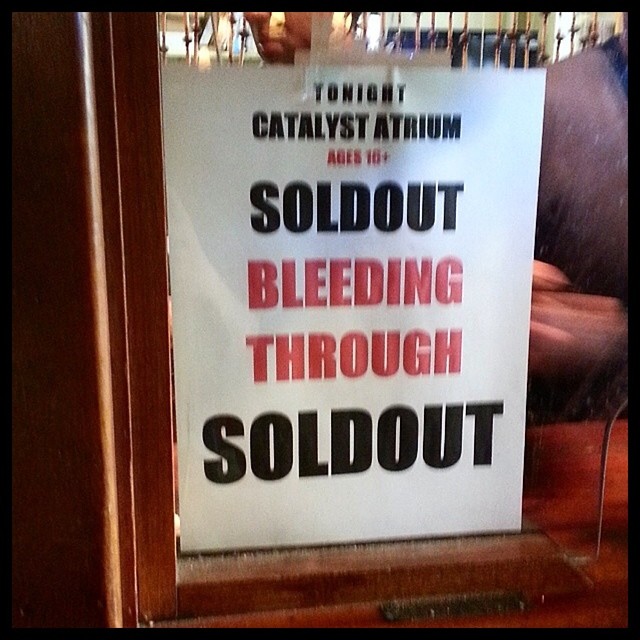 TONIGHT
CATALYST ATRIUM
AGES 16+
SOLDOUT
BLEEDING
THROUGH
SOLDOUT